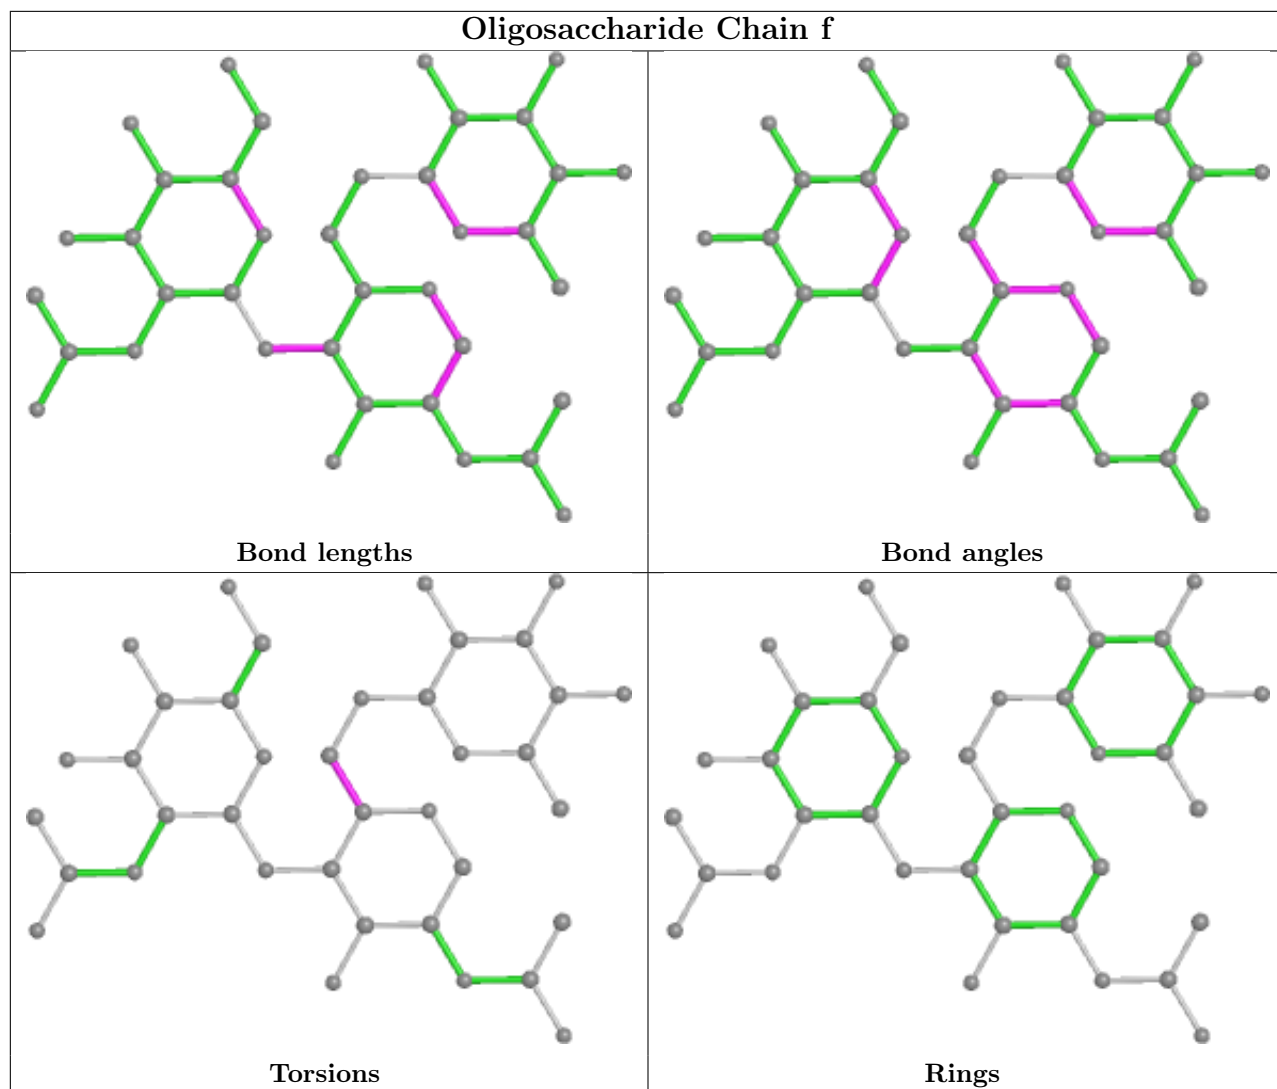 Oligosaccharide Chain f
Bond lengths
Bond angles
Torsions
Rings